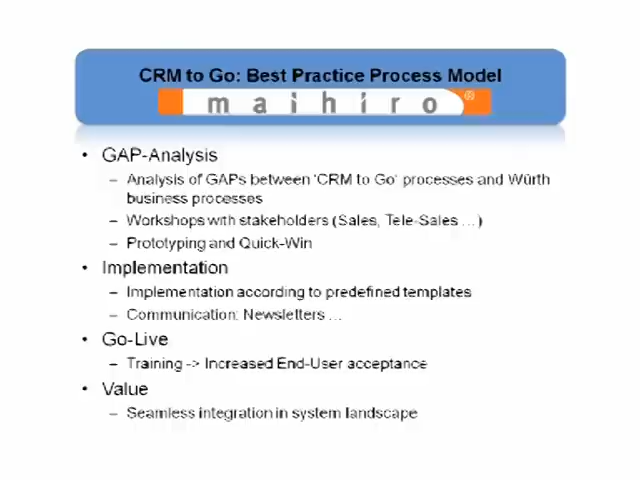 CRM to Go: Best Practice Process Model
maihiro®
• GAP-Analysis
– Analysis of GAPs between 'CRM to Go' processes and Würth
business processes
– Workshops with stakeholders (Sales, Tele-Sales …)
– Prototyping and Quick-Win
• Implementation
– Implementation according to predefined templates
– Communication: Newsletters …
• Go-Live
– Training -> Increased End-User acceptance
• Value
– Seamless integration in system landscape